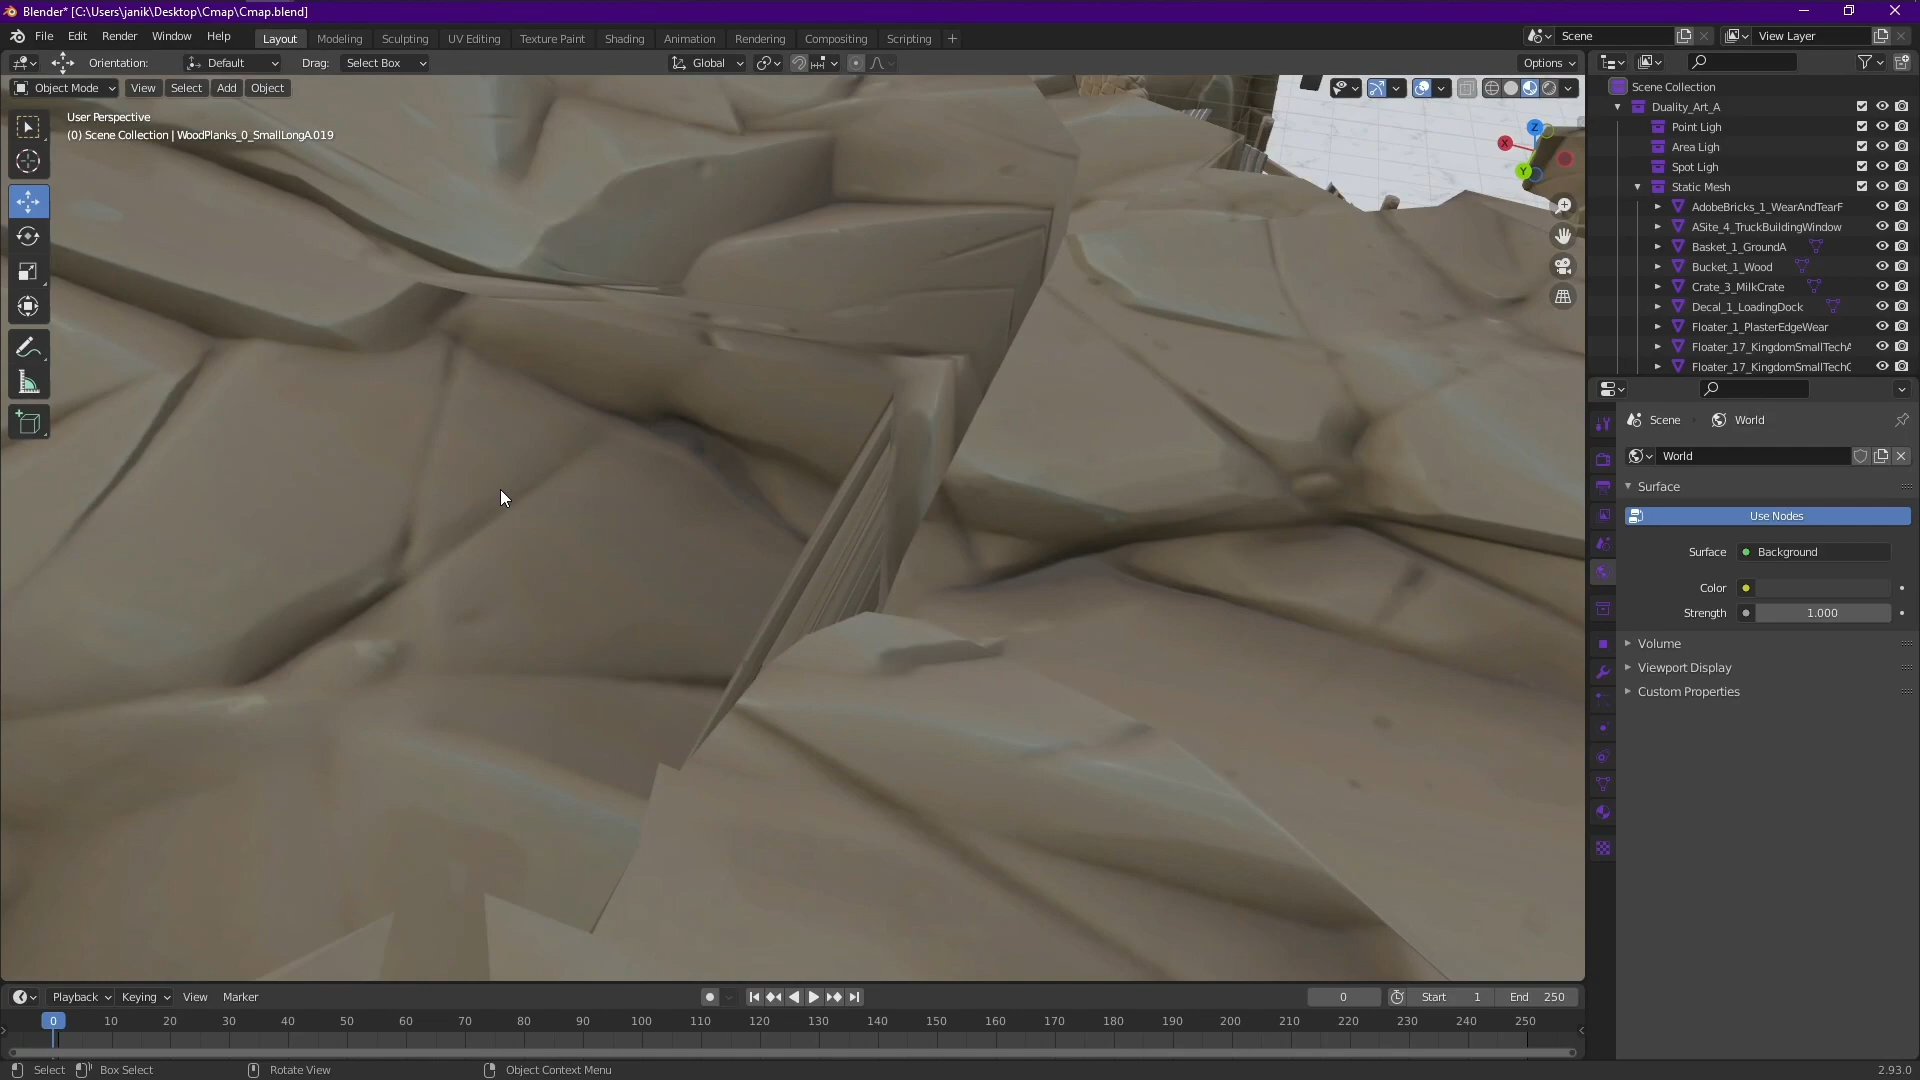 Blender* [C:\Users\janik\Desktop\Cmap\Cmap.blend]
File Edit Render Window Help Layout Modeling Sculpting UV Editing Texture Paint Shading Animation Rendering Compositing Scripting + Scene View Layer
Orientation: Default Drag: Select Box Global Options
Object Mode View Select Add Object
User Perspective
(0) Scene Collection | WoodPlanks_0_SmallLongA.019
Z
X
Y
Scene Collection
Duality_Art_A
Point Ligh
Area Ligh
Spot Ligh
Static Mesh
AdobeBricks_1_WearAndTearF
ASite_4_TruckBuildingWindow
Basket_1_GroundA
Bucket_1_Wood
Crate_3_MilkCrate
Decal_1_LoadingDock
Floater_1_PlasterEdgeWear
Floater_17_KingdomSmallTechA
Floater_17_KingdomSmallTechC
Scene World
World
Surface
Use Nodes
Surface Background
Color
Strength 1.000
Volume
Viewport Display
Custom Properties
Playback Keying View Marker 0 Start 1 End 250
0 10 20 30 40 50 60 70 80 90 100 110 120 130 140 150 160 170 180 190 200 210 220 230 240 250
Select Box Select Rotate View Object Context Menu 2.93.0